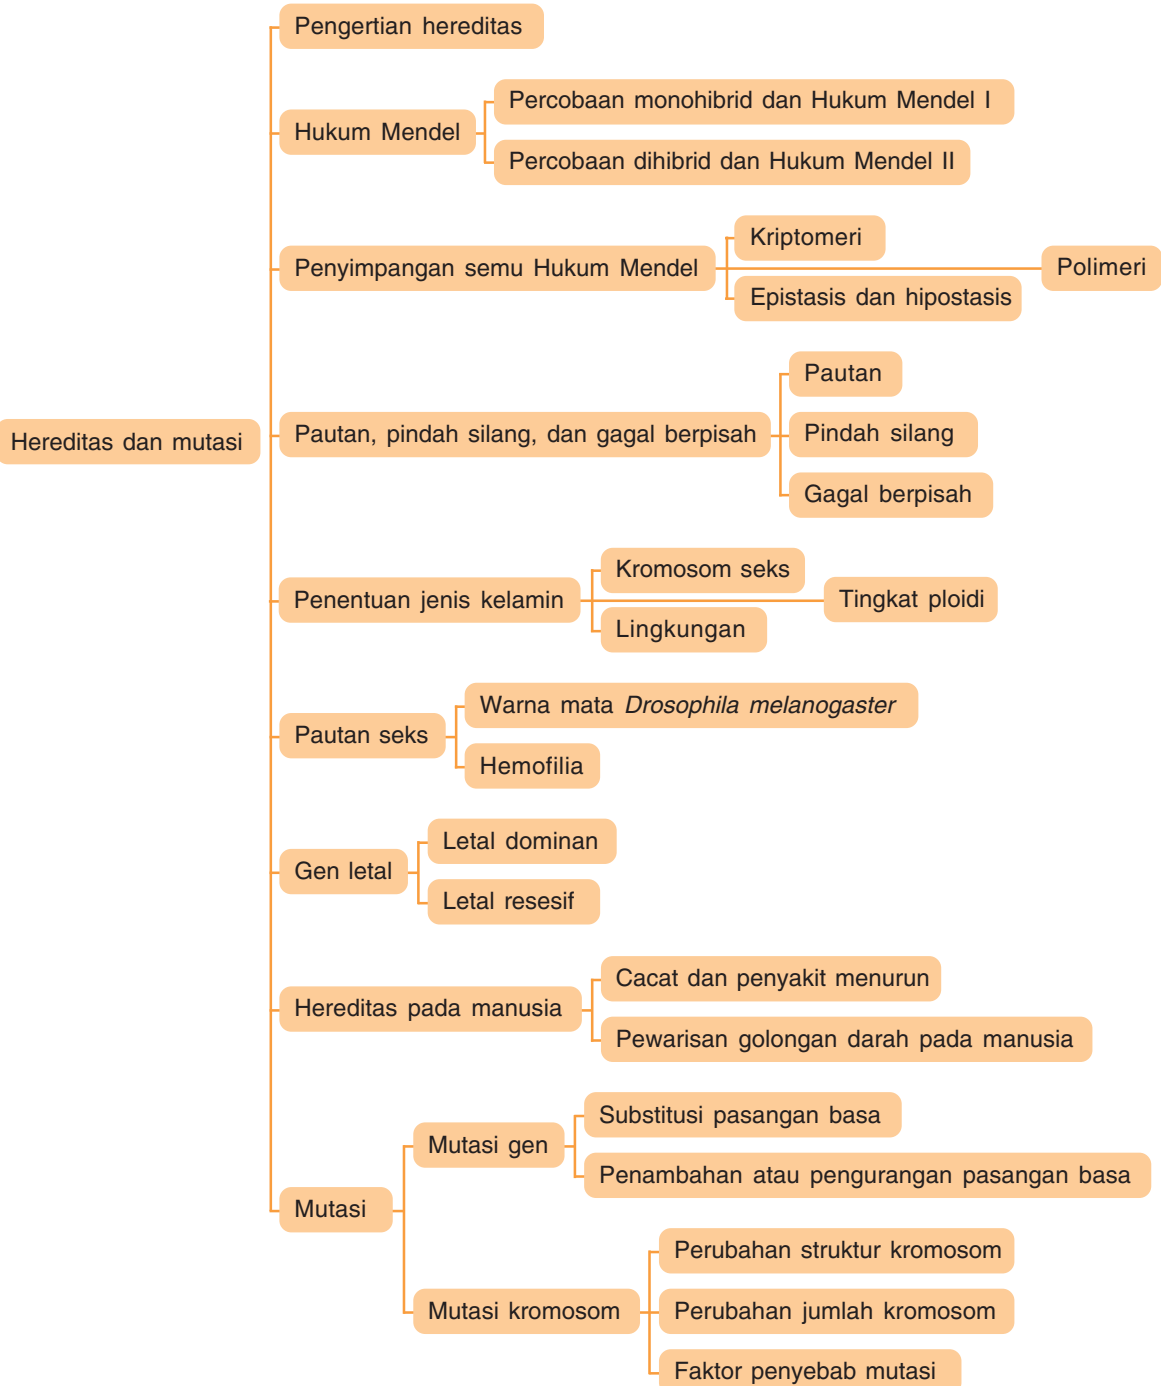 Pengertian hereditas
Percobaan monohibrid dan Hukum Mendel I
Hukum Mendel
Percobaan dihibrid dan Hukum Mendel II
Kriptomeri
Penyimpangan semu Hukum Mendel
Polimeri
Epistasis dan hipostasis
Pautan
Hereditas dan mutasi
Pautan, pindah silang, dan gagal berpisah
Pindah silang
Gagal berpisah
Kromosom seks
Penentuan jenis kelamin
Tingkat ploidi
Lingkungan
Warna mata Drosophila melanogaster
Pautan seks
Hemofilia
Letal dominan
Gen letal
Letal resesif
Cacat dan penyakit menurun
Hereditas pada manusia
Pewarisan golongan darah pada manusia
Substitusi pasangan basa
Mutasi gen
Penambahan atau pengurangan pasangan basa
Mutasi
Perubahan struktur kromosom
Mutasi kromosom
Perubahan jumlah kromosom
Faktor penyebab mutasi